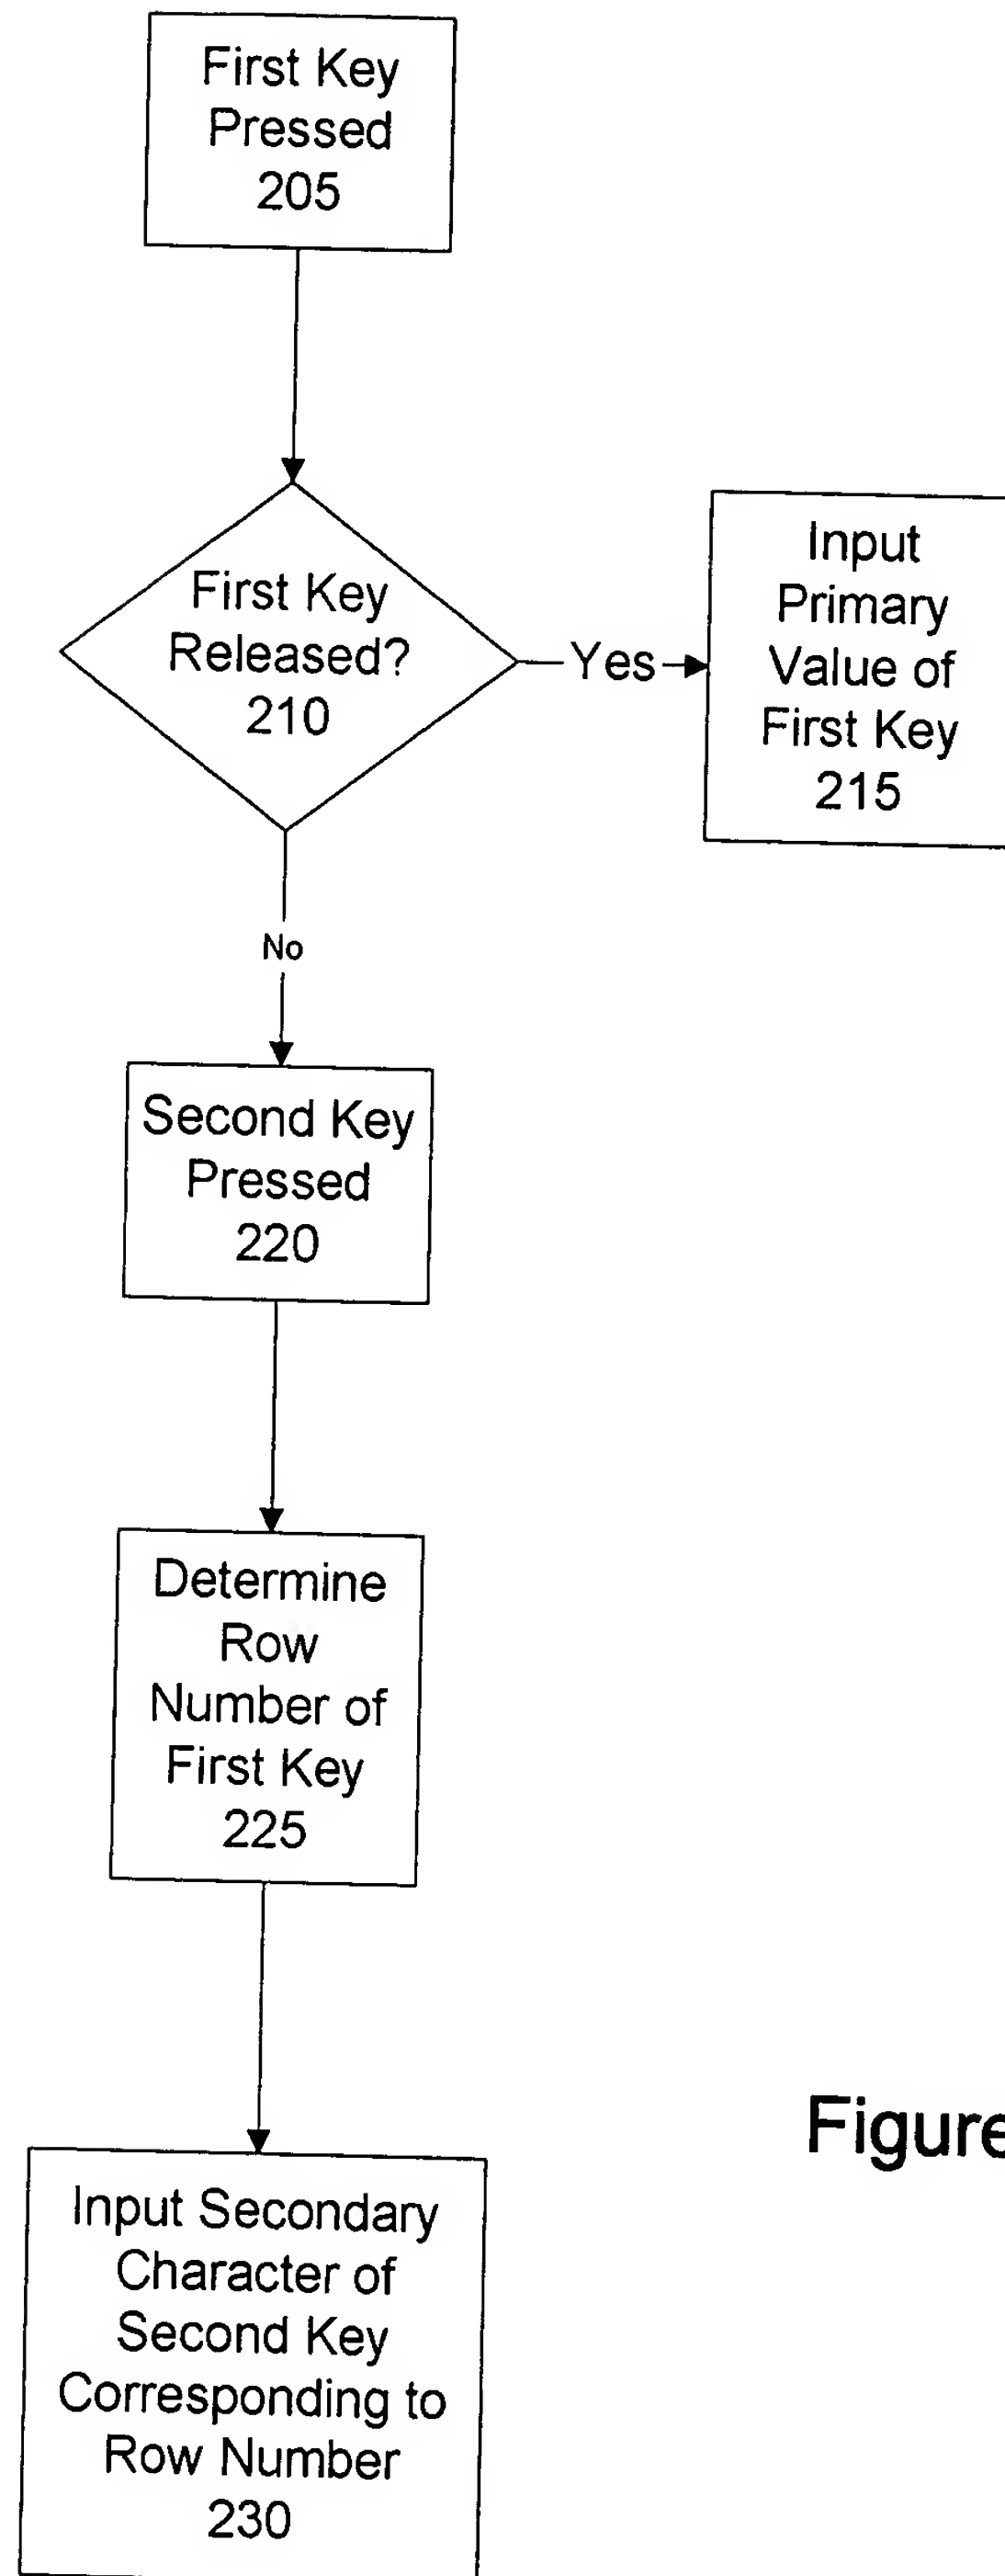 First Key
Pressed
205
First Key
Released?
210
Yes
Input
Primary
Value of
First Key
215
No
Second Key
Pressed
220
Determine
Row
Number of
First Key
225
Input Secondary
Character of
Second Key
Corresponding to
Row Number
230
Figure